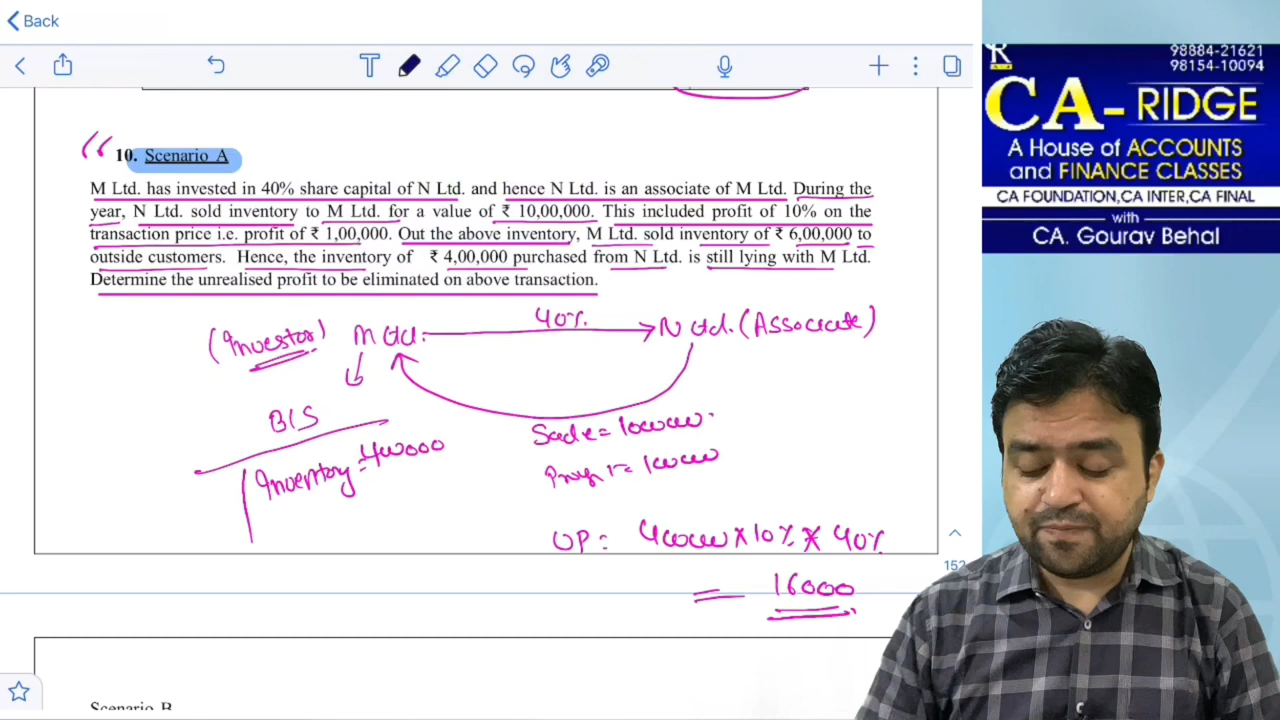 Back
98884-21621
98154-10094
CA-RIDGE
A House of ACCOUNTS
and FINANCE CLASSES
CA FOUNDATION,CA INTER,CA FINAL
with
CA. Gourav Behal
10. Scenario A
M Ltd. has invested in 40% share capital of N Ltd. and hence N Ltd. is an associate of M Ltd. During the
year, N Ltd. sold inventory to M Ltd. for a value of ₹ 10,00,000. This included profit of 10% on the
transaction price i.e. profit of ₹ 1,00,000. Out the above inventory, M Ltd. sold inventory of ₹ 6,00,000 to
outside customers. Hence, the inventory of ₹ 4,00,000 purchased from N Ltd. is still lying with M Ltd.
Determine the unrealised profit to be eliminated on above transaction.
(Investor) M Ltd. 40% N Ltd. (Associate)
B/S
Inventory = 400000
Sale = 1000000
Profit = 100000
UP = 400000 × 10% × 40%
= 16000
152
Scenario B